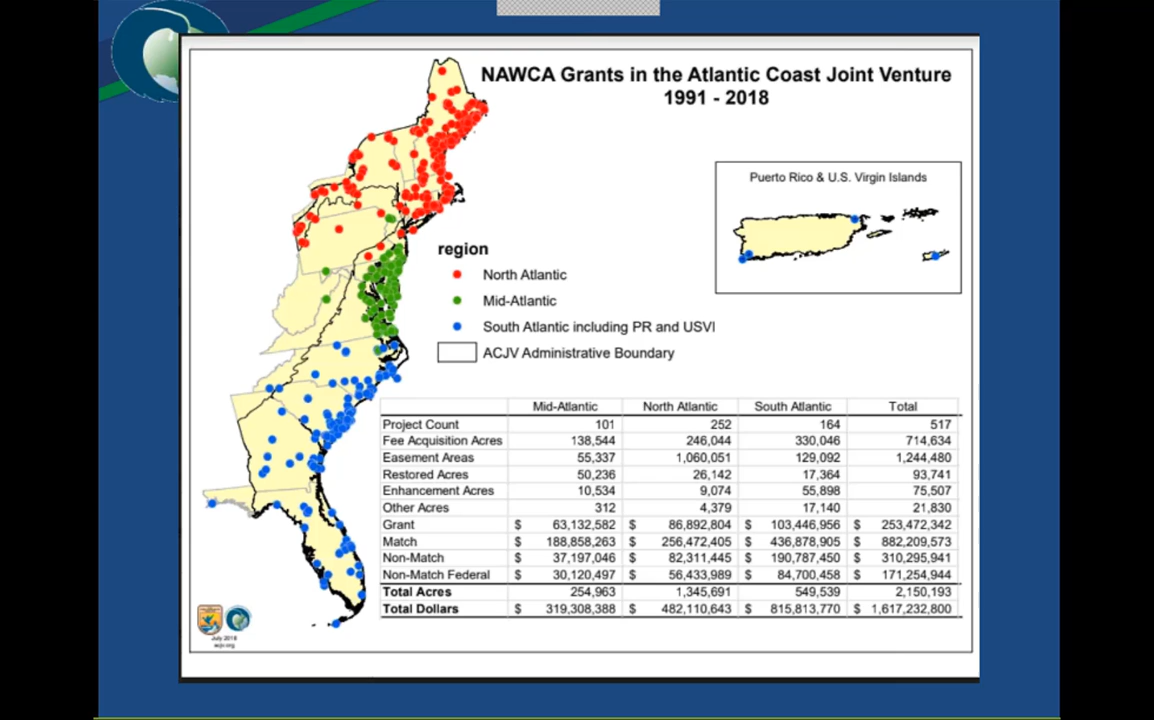 NAWCA Grants in the Atlantic Coast Joint Venture
1991 - 2018
Puerto Rico & U.S. Virgin Islands
region
North Atlantic
Mid-Atlantic
South Atlantic including PR and USVI
ACJV Administrative Boundary
Mid-Atlantic North Atlantic South Atlantic Total
Project Count 101 252 164 517
Fee Acquisition Acres 138,544 246,044 330,046 714,634
Easement Areas 55,337 1,060,051 129,092 1,244,480
Restored Acres 50,236 26,142 17,364 93,741
Enhancement Acres 10,534 9,074 55,898 75,507
Other Acres 312 4,379 17,140 21,830
Grant $ 63,132,582 $ 86,892,804 $ 103,446,956 $ 253,472,342
Match $ 188,858,263 $ 256,472,405 $ 436,878,905 $ 882,209,573
Non-Match $ 37,197,046 $ 82,311,445 $ 190,787,450 $ 310,295,941
Non-Match Federal $ 30,120,497 $ 56,433,989 $ 84,700,458 $ 171,254,944
Total Acres 254,963 1,345,691 549,539 2,150,193
Total Dollars $ 319,308,388 $ 482,110,643 $ 815,813,770 $ 1,617,232,800
July 2018
acjv.org